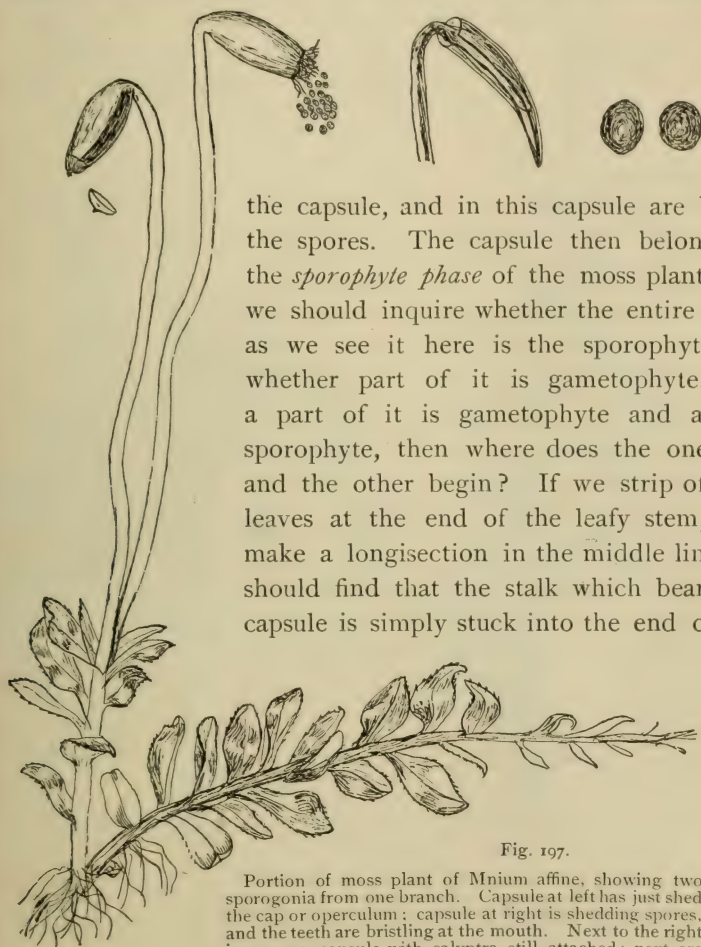 the capsule, and in this capsule are
the spores. The capsule then belon
the sporophyte phase of the moss plant
we should inquire whether the entire
as we see it here is the sporophyt
whether part of it is gametophyte
a part of it is gametophyte and a
sporophyte, then where does the one
and the other begin? If we strip of
leaves at the end of the leafy stem
make a longisection in the middle lin
should find that the stalk which bear
capsule is simply stuck into the end o
Fig. 197.
Portion of moss plant of Mnium affine, showing two
sporogonia from one branch. Capsule at left has just shed
the cap or operculum; capsule at right is shedding spores,
and the teeth are bristling at the mouth. Next to the right